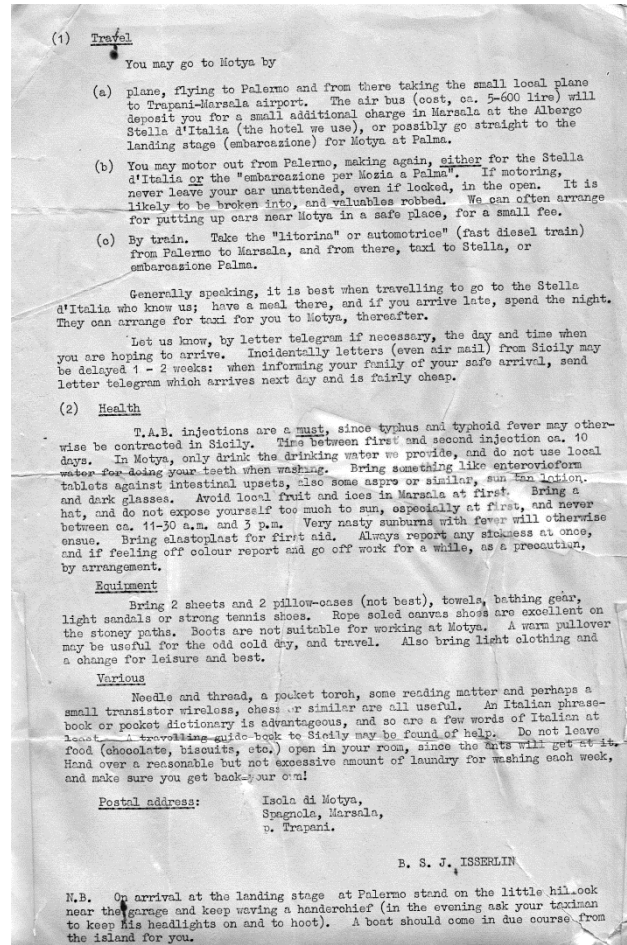 (1) Travel
You may go to Motya by
(a) plane, flying to Palermo and from there taking the small local plane
to Trapani-Marsala airport. The air bus (cost, ca. 5-600 lire) will
deposit you for a small additional charge in Marsala at the Albergo
Stella d'Italia (the hotel we use), or possibly go straight to the
landing stage (embarcazione) for Motya at Palma.
(b) You may motor out from Palermo, making again, either for the Stella
d'Italia or the "embarcazione per Mozia a Palma". If motoring,
never leave your car unattended, even if locked, in the open. It is
likely to be broken into, and valuables robbed. We can often arrange
for putting up cars near Motya in a safe place, for a small fee.
(c) By train. Take the "litorina" or automotrice" (fast diesel train)
from Palermo to Marsala, and from there, taxi to Stella, or
embarcazione Palma.
Generally speaking, it is best when travelling to go to the Stella
d'Italia who know us; have a meal there, and if you arrive late, spend the night.
They can arrange for taxi for you to Motya, thereafter.
Let us know, by letter telegram if necessary, the day and time when
you are hoping to arrive. Incidentally letters (even air mail) from Sicily may
be delayed 1 - 2 weeks: when informing your family of your safe arrival, send
letter telegram which arrives next day and is fairly cheap.
(2) Health
T.A.B. injections are a must, since typhus and typhoid fever may other-
wise be contracted in Sicily. Time between first and second injection ca. 10
days. In Motya, only drink the drinking water we provide, and do not use local
water for doing your teeth when washing. Bring something like enterovioform
tablets against intestinal upsets, also some aspro or similar, sun tan lotion,
and dark glasses. Avoid local fruit and ices in Marsala at first. Bring a
hat, and do not expose yourself too much to sun, especially at first, and never
between ca. 11-30 a.m. and 3 p.m. Very nasty sunburns with fever will otherwise
ensue. Bring elastoplast for first aid. Always report any sickness at once,
and if feeling off colour report and go off work for a while, as a precaution,
by arrangement.
Equipment
Bring 2 sheets and 2 pillow-cases (not best), towels, bathing gear,
light sandals or strong tennis shoes. Rope soled canvas shoes are excellent on
the stoney paths. Boots are not suitable for working at Motya. A warm pullover
may be useful for the odd cold day, and travel. Also bring light clothing and
a change for leisure and best.
Various
Needle and thread, a pocket torch, some reading matter and perhaps a
small transistor wireless, chess or similar are all useful. An Italian phrase-
book or pocket dictionary is advantageous, and so are a few words of Italian at
least. A travelling guide book to Sicily may be found of help. Do not leave
food (chocolate, biscuits, etc.) open in your room, since the ants will get at it.
Hand over a reasonable but not excessive amount of laundry for washing each week,
and make sure you get back your own!
Postal address: Isola di Motya,
Spagnola, Marsala,
p. Trapani.
B. S. J. ISSERLIN
N.B. On arrival at the landing stage at Palermo stand on the little hillock
near the garage and keep waving a handerchief (in the evening ask your taximan
to keep his headlights on and to hoot). A boat should come in due course from
the island for you.